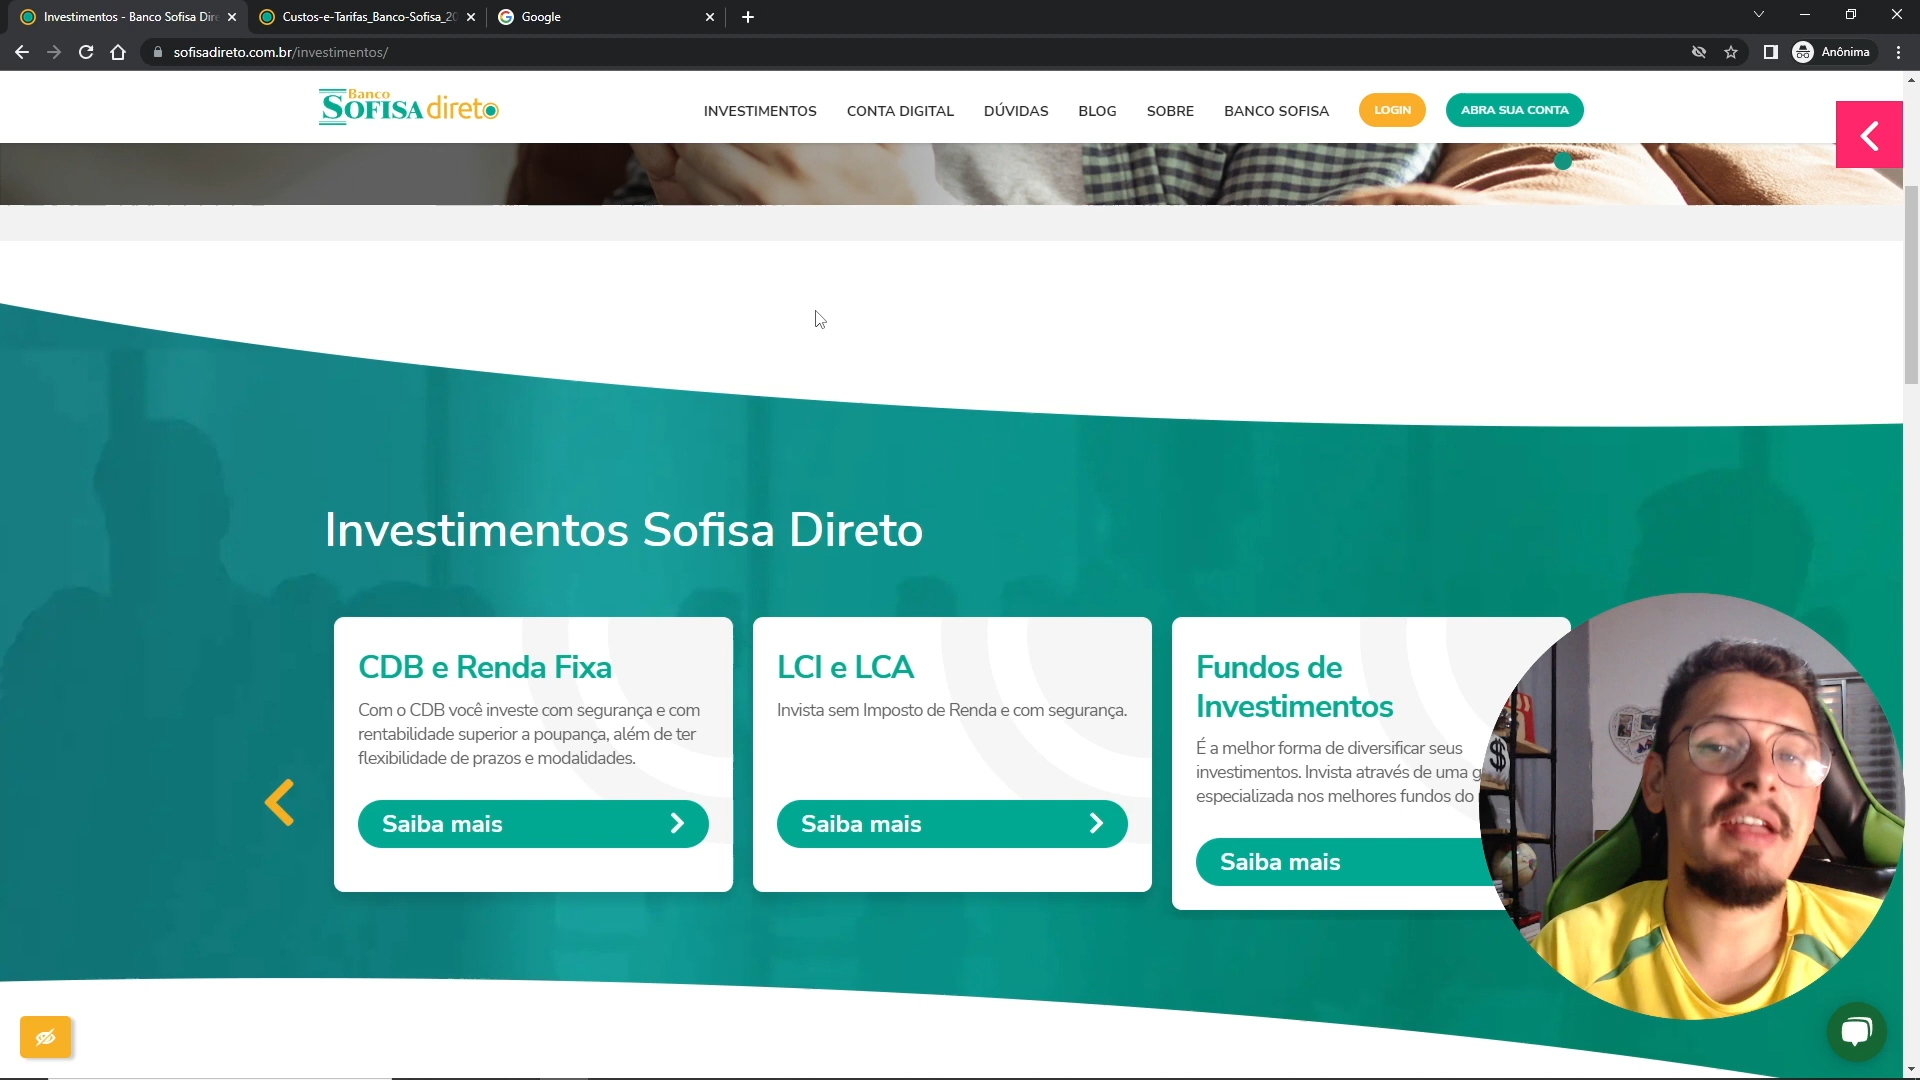 Investimentos - Banco Sofisa Dire
Custos-e-Tarifas_Banco-Sofisa_20
Google
sofisadireto.com.br/investimentos/
Anônima
Banco
SOFISA direto
INVESTIMENTOS
CONTA DIGITAL
DÚVIDAS
BLOG
SOBRE
BANCO SOFISA
LOGIN
ABRA SUA CONTA
Investimentos Sofisa Direto
CDB e Renda Fixa
Com o CDB você investe com segurança e com
rentabilidade superior a poupança, além de ter
flexibilidade de prazos e modalidades.
Saiba mais
LCI e LCA
Invista sem Imposto de Renda e com segurança.
Saiba mais
Fundos de
Investimentos
É a melhor forma de diversificar seus
investimentos. Invista através de uma g
especializada nos melhores fundos do
Saiba mais
$